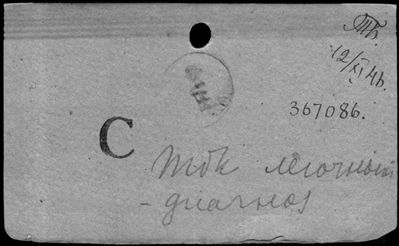 Тб.
12/XI 46.
367086.
С
Тбк легочный
- диагноз